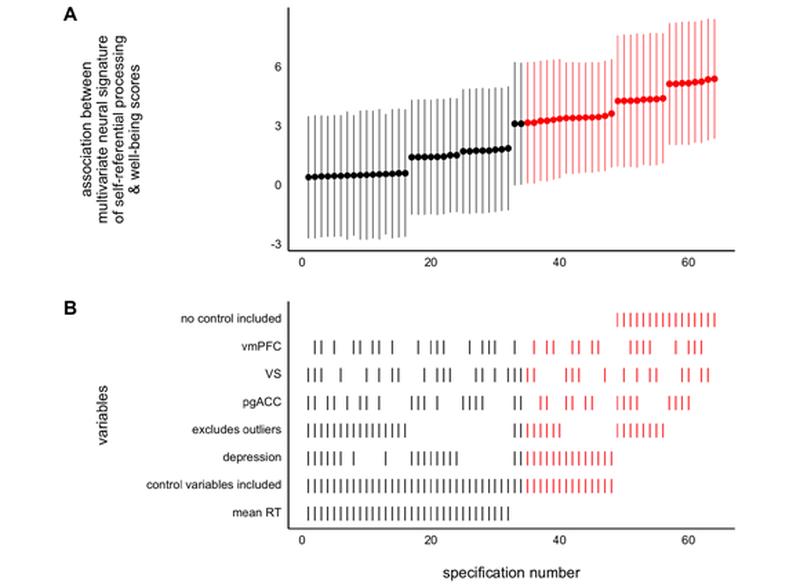 A
association between
multivariate neural signature
of self-referential processing
& well-being scores
6
3
0
-3
0 20 40 60
B
variables
no control included
vmPFC
VS
pgACC
excludes outliers
depression
control variables included
mean RT
0 20 40 60
specification number